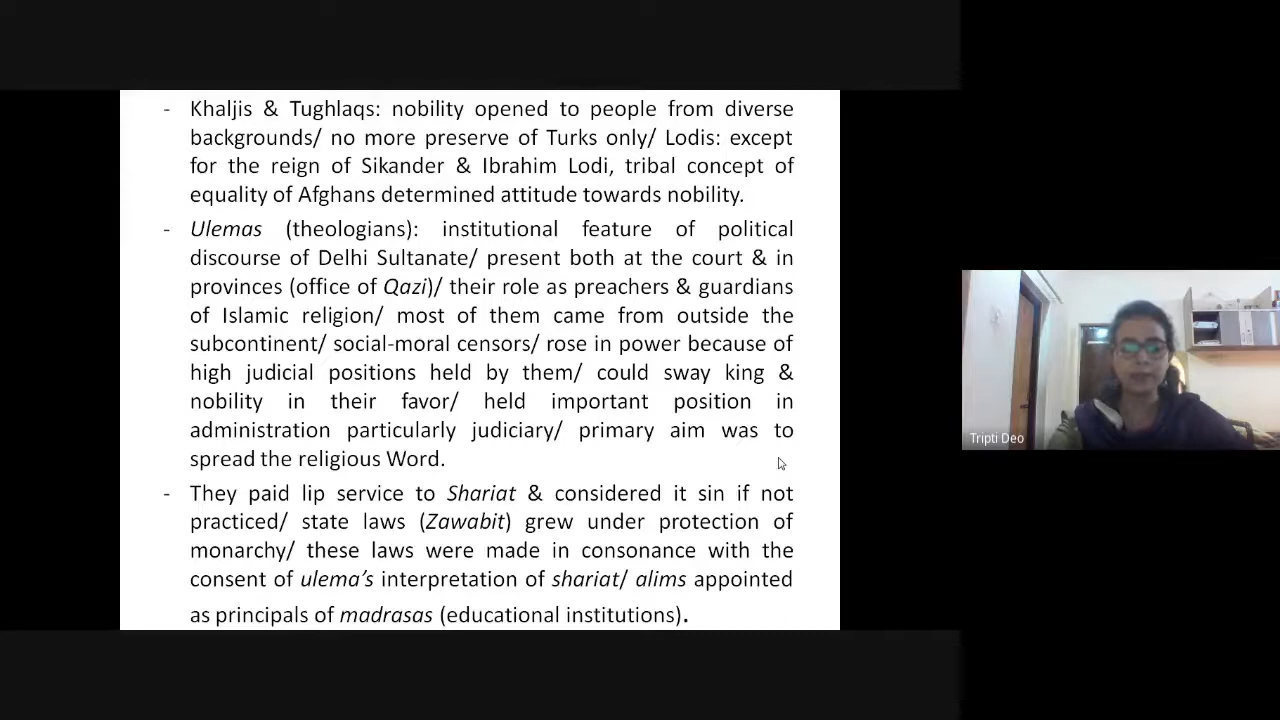 - Khaljis & Tughlaqs: nobility opened to people from diverse
backgrounds/ no more preserve of Turks only/ Lodis: except
for the reign of Sikander & Ibrahim Lodi, tribal concept of
equality of Afghans determined attitude towards nobility.
- Ulemas (theologians): institutional feature of political
discourse of Delhi Sultanate/ present both at the court & in
provinces (office of Qazi)/ their role as preachers & guardians
of Islamic religion/ most of them came from outside the
subcontinent/ social-moral censors/ rose in power because of
high judicial positions held by them/ could sway king &
nobility in their favor/ held important position in
administration particularly judiciary/ primary aim was to
spread the religious Word.
- They paid lip service to Shariat & considered it sin if not
practiced/ state laws (Zawabit) grew under protection of
monarchy/ these laws were made in consonance with the
consent of ulema’s interpretation of shariat/ alims appointed
as principals of madrasas (educational institutions).
Tripti Deo